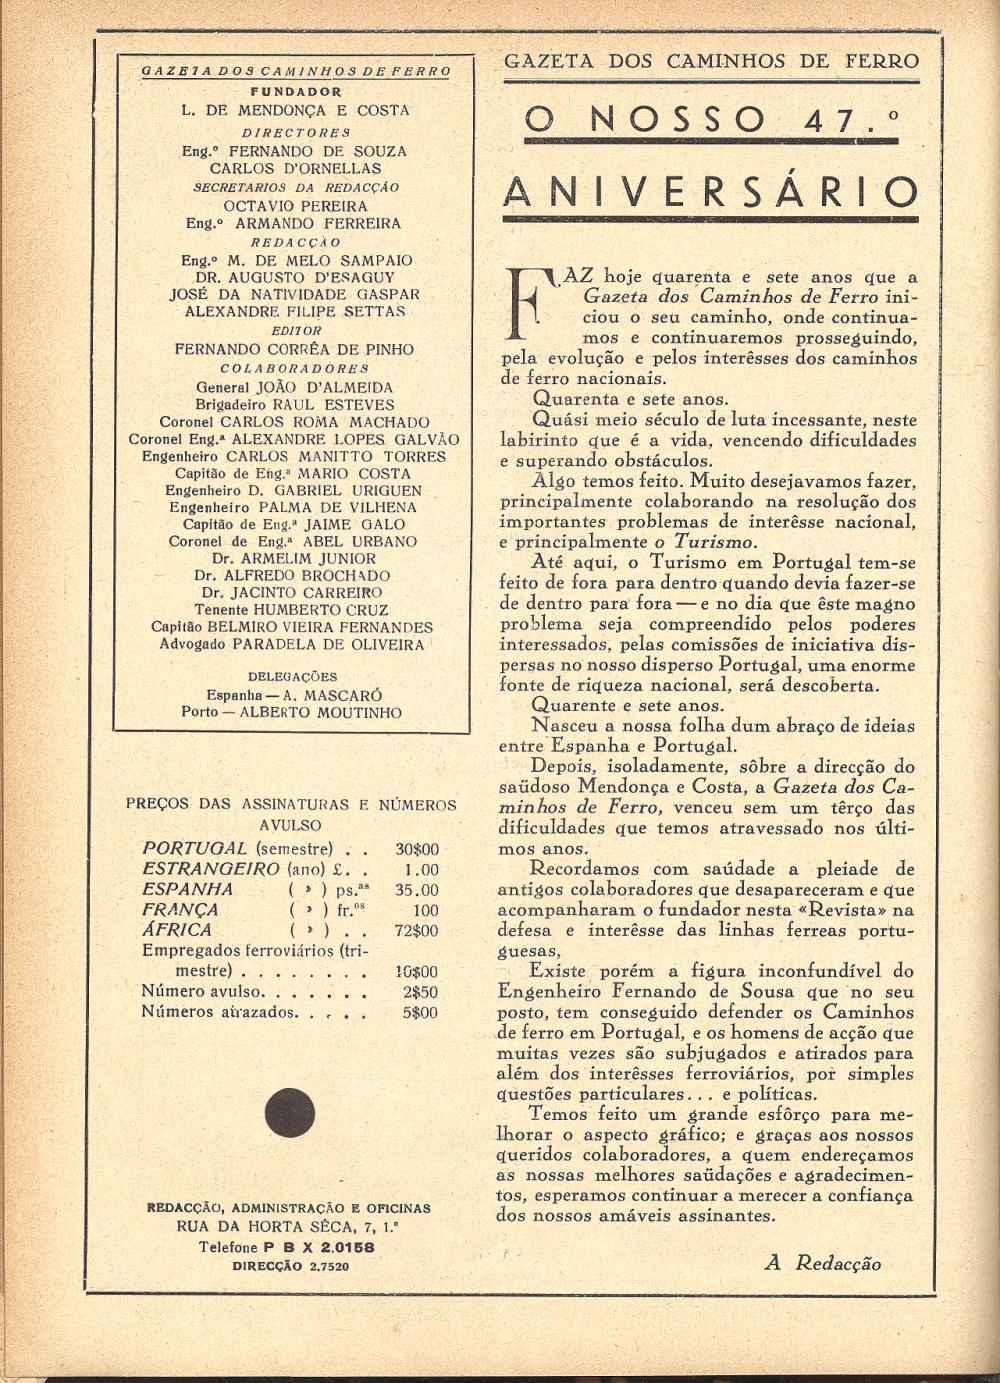 GAZETA DOS CAMINHOS DE FERRO
FUNDADOR
L. DE MENDONÇA E COSTA
DIRECTORES
Eng.º FERNANDO DE SOUZA
CARLOS D'ORNELLAS
SECRETARIOS DA REDACÇÃO
OCTAVIO PEREIRA
Eng.º ARMANDO FERREIRA
REDACÇÃO
Eng.º M. DE MELO SAMPAIO
DR. AUGUSTO D'ESAGUY
JOSÉ DA NATIVIDADE GASPAR
ALEXANDRE FILIPE SETTAS
EDITOR
FERNANDO CORRÊA DE PINHO
COLABORADORES
General JOÃO D'ALMEIDA
Brigadeiro RAUL ESTEVES
Coronel CARLOS ROMA MACHADO
Coronel Eng.ª ALEXANDRE LOPES GALVÃO
Engenheiro CARLOS MANITTO TORRES
Capitão de Eng.ª MARIO COSTA
Engenheiro D. GABRIEL URIGUEN
Engenheiro PALMA DE VILHENA
Capitão de Eng.ª JAIME GALO
Coronel de Eng.ª ABEL URBANO
Dr. ARMELIM JUNIOR
Dr. ALFREDO BROCHADO
Dr. JACINTO CARREIRO
Tenente HUMBERTO CRUZ
Capitão BELMIRO VIEIRA FERNANDES
Advogado PARADELA DE OLIVEIRA
DELEGAÇÕES
Espanha — A. MASCARÓ
Porto — ALBERTO MOUTINHO
PREÇOS DAS ASSINATURAS E NÚMEROS
AVULSO
PORTUGAL (semestre) . . 30$00
ESTRANGEIRO (ano) £. . 1.00
ESPANHA ( » ) ps.ªˢ 35.00
FRANÇA ( » ) fr.ºˢ 100
ÁFRICA ( » ) . . 72$00
Empregados ferroviários (tri-
mestre) . . . . . . . . 10$00
Número avulso. . . . . . . 2$50
Números atrazados. . . . . 5$00
REDACÇÃO, ADMINISTRAÇÃO E OFICINAS
RUA DA HORTA SÊCA, 7, 1.º
Telefone P B X 2.0158
DIRECÇÃO 2.7520
GAZETA DOS CAMINHOS DE FERRO
O NOSSO 47.º
ANIVERSÁRIO
FAZ hoje quarenta e sete anos que a
Gazeta dos Caminhos de Ferro ini-
ciou o seu caminho, onde continua-
mos e continuaremos prosseguindo,
pela evolução e pelos interêsses dos caminhos
de ferro nacionais.
Quarenta e sete anos.
Quási meio século de luta incessante, neste
labirinto que é a vida, vencendo dificuldades
e superando obstáculos.
Algo temos feito. Muito desejavamos fazer,
principalmente colaborando na resolução dos
importantes problemas de interêsse nacional,
e principalmente o Turismo.
Até aqui, o Turismo em Portugal tem-se
feito de fora para dentro quando devia fazer-se
de dentro para fora — e no dia que êste magno
problema seja compreendido pelos poderes
interessados, pelas comissões de iniciativa dis-
persas no nosso disperso Portugal, uma enorme
fonte de riqueza nacional, será descoberta.
Quarente e sete anos.
Nasceu a nossa folha dum abraço de ideias
entre Espanha e Portugal.
Depois, isoladamente, sôbre a direcção do
saüdoso Mendonça e Costa, a Gazeta dos Ca-
minhos de Ferro, venceu sem um têrço das
dificuldades que temos atravessado nos últi-
mos anos.
Recordamos com saúdade a pleiade de
antigos colaboradores que desapareceram e que
acompanharam o fundador nesta «Revista» na
defesa e interêsse das linhas ferreas portu-
guesas,
Existe porém a figura inconfundível do
Engenheiro Fernando de Sousa que no seu
posto, tem conseguido defender os Caminhos
de ferro em Portugal, e os homens de acção que
muitas vezes são subjugados e atirados para
além dos interêsses ferroviários, por simples
questões particulares... e políticas.
Temos feito um grande esfôrço para me-
lhorar o aspecto gráfico; e graças aos nossos
queridos colaboradores, a quem endereçamos
as nossas melhores saüdações e agradecimen-
tos, esperamos continuar a merecer a confiança
dos nossos amáveis assinantes.
A Redacção